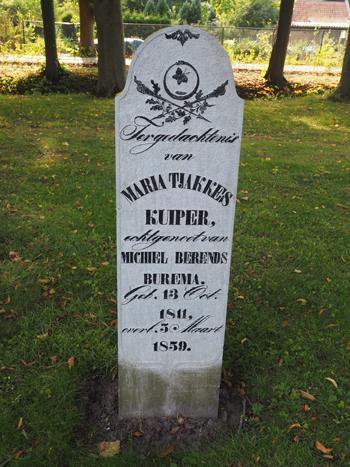 Ter gedachtenis
van
MARIA TJAKKES
KUIPER,
echtgenoot van
MICHIEL BERENDS
BUREMA.
Geb. 13 Oct.
1811,
overl. 5 Maart
1859.